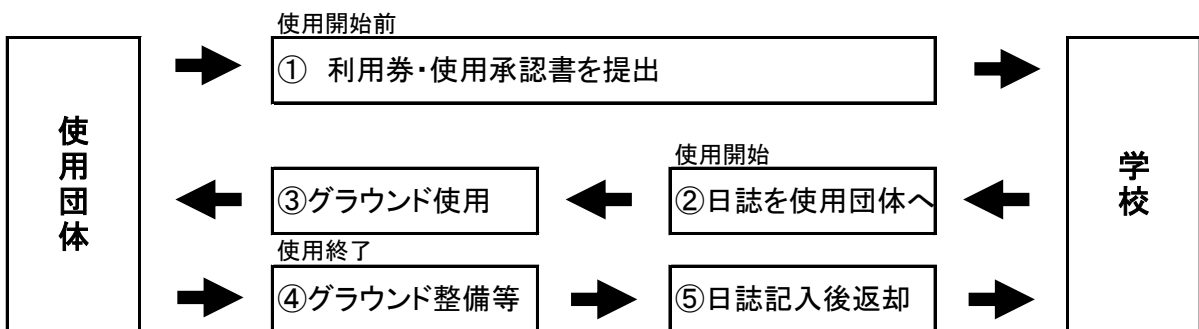 使用開始前
① 利用券・使用承認書を提出
使用団体
学校
使用開始
③グラウンド使用
②日誌を使用団体へ
使用終了
④グラウンド整備等
⑤日誌記入後返却